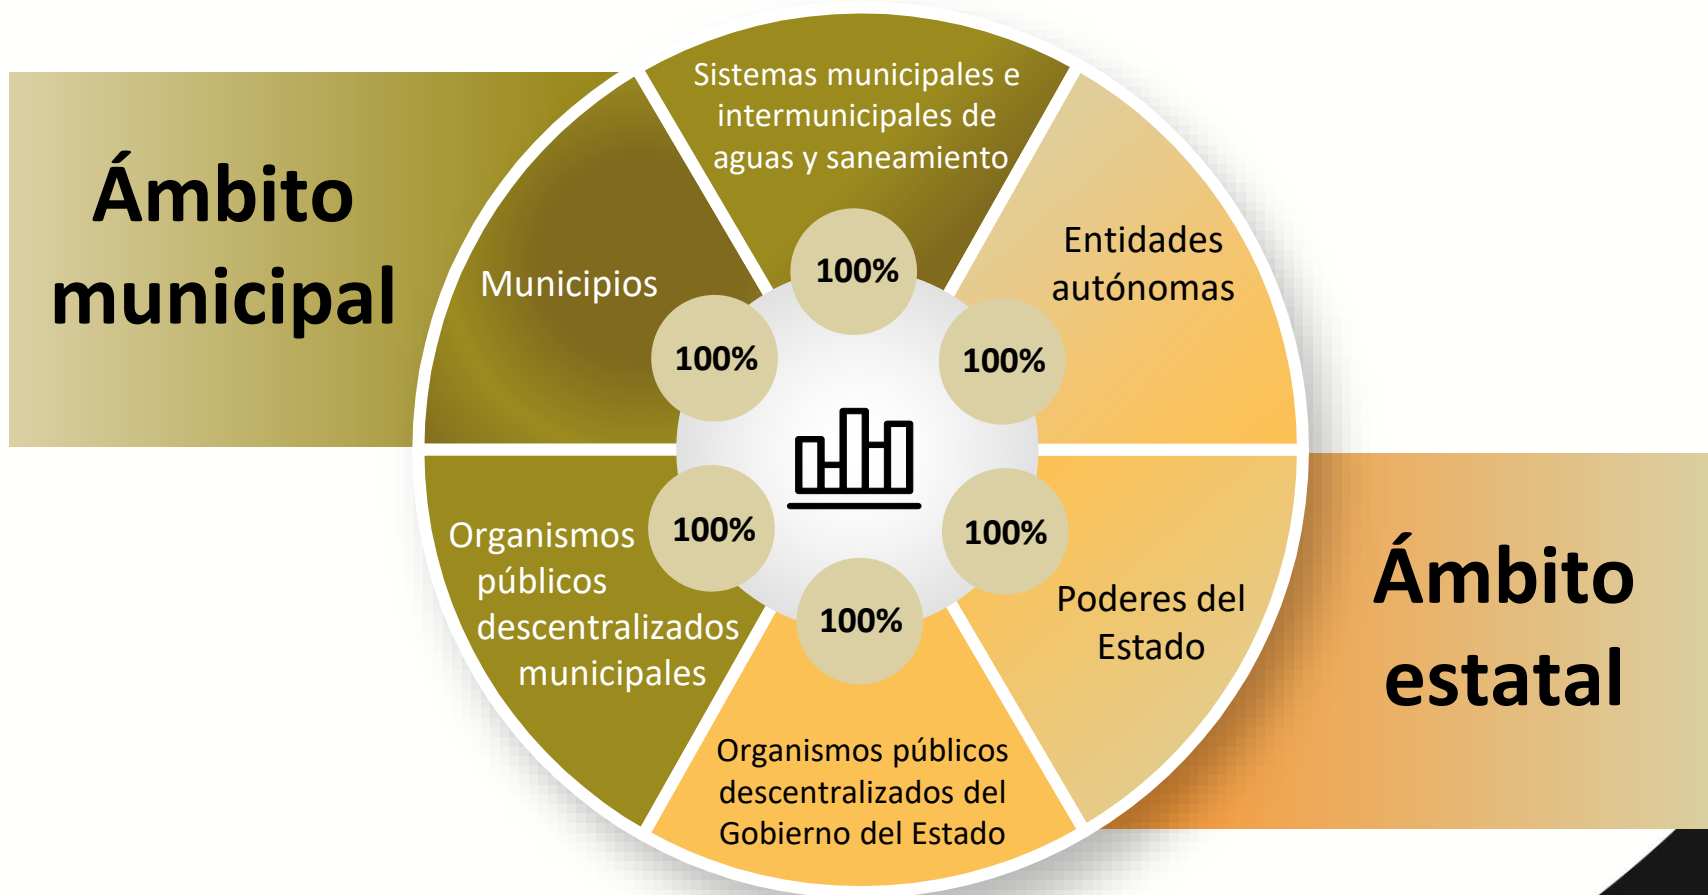 Ámbito
municipal
Sistemas municipales e
intermunicipales de
aguas y saneamiento
100%
Entidades
autónomas
100%
Municipios
100%
Organismos
públicos
descentralizados
municipales
100%
Poderes del
Estado
100%
Organismos públicos
descentralizados del
Gobierno del Estado
100%
Ámbito
estatal